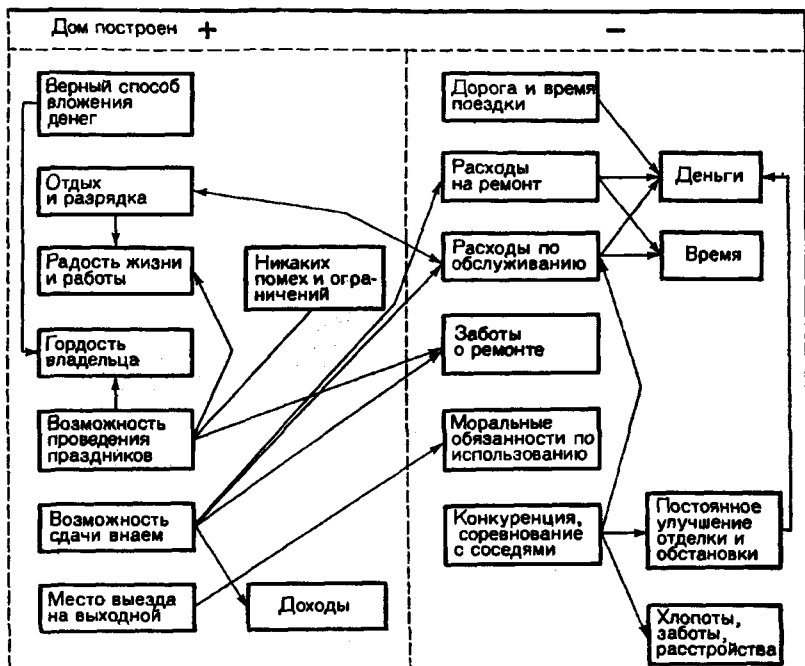 Дом построен +
−
Верный способ
вложения
денег
Отдых
и разрядка
Радость жизни
и работы
Никаких
помех и огра-
ничений
Гордость
владельца
Возможность
проведения
праздников
Возможность
сдачи внаем
Место выезда
на выходной
Доходы
Дорога и время
поездки
Расходы
на ремонт
Деньги
Расходы по
обслуживанию
Время
Заботы
о ремонте
Моральные
обязанности по
использованию
Конкуренция,
соревнование
с соседями
Постоянное
улучшение
отделки и
обстановки
Хлопоты,
заботы,
расстройства